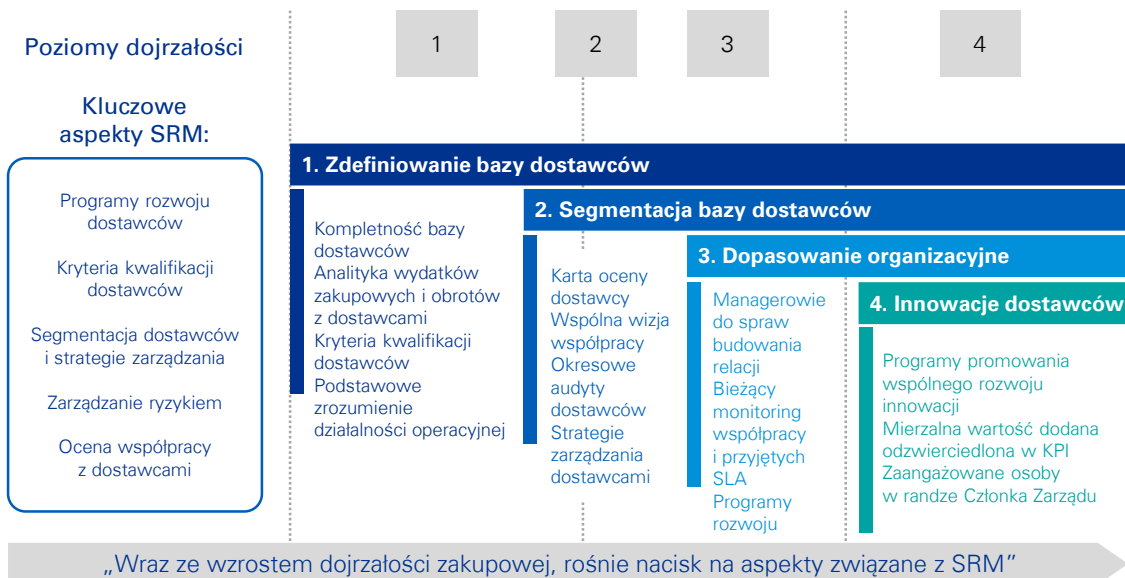 Poziomy dojrzałości
1
2
3
4
Kluczowe
aspekty SRM:
Programy rozwoju
dostawców
Kryteria kwalifikacji
dostawców
Segmentacja dostawców
i strategie zarządzania
Zarządzanie ryzykiem
Ocena współpracy
z dostawcami
1. Zdefiniowanie bazy dostawców
Kompletność bazy
dostawców
Analityka wydatków
zakupowych i obrotów
z dostawcami
Kryteria kwalifikacji
dostawców
Podstawowe
zrozumienie
działalności operacyjnej
2. Segmentacja bazy dostawców
Karta oceny
dostawcy
Wspólna wizja
współpracy
Okresowe
audyty
dostawców
Strategie
zarządzania
dostawcami
3. Dopasowanie organizacyjne
Managerowie
do spraw
budowania
relacji
Bieżący
monitoring
współpracy
i przyjętych
SLA
Programy
rozwoju
4. Innowacje dostawców
Programy promowania
wspólnego rozwoju
innowacji
Mierzalna wartość dodana
odzwierciedlona w KPI
Zaangażowane osoby
w randze Członka Zarządu
„Wraz ze wzrostem dojrzałości zakupowej, rośnie nacisk na aspekty związane z SRM”